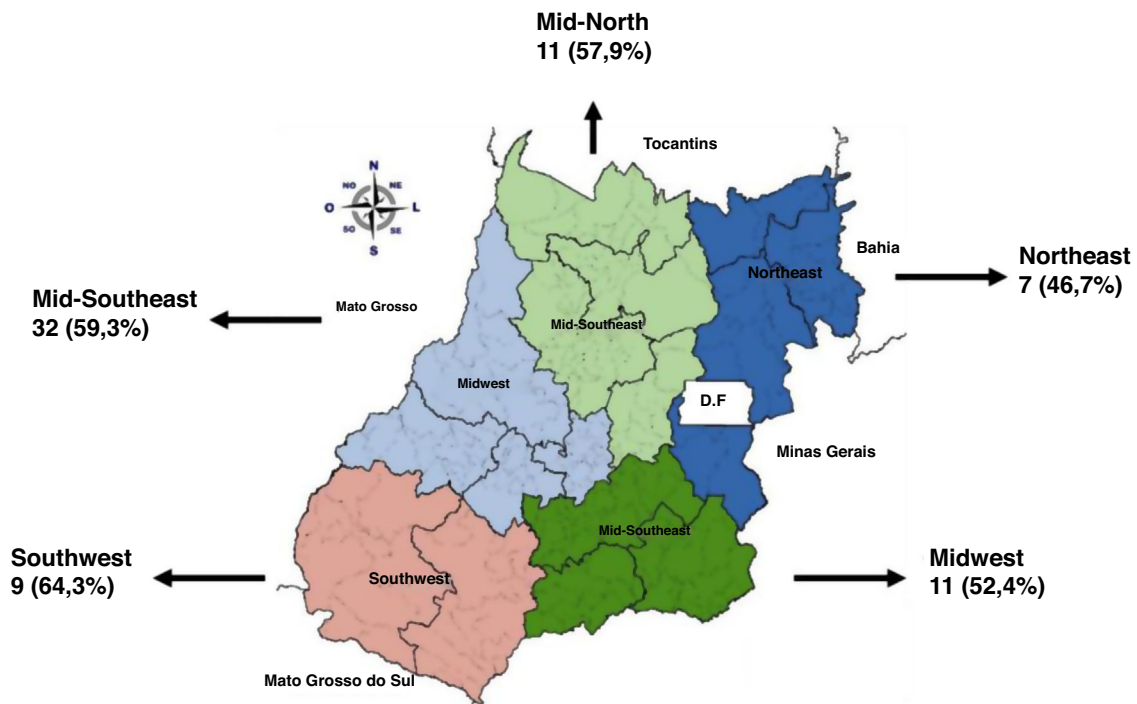 Mid-North
11 (57,9%)
Tocantins
N
NO
NE
O
L
SO
SE
S
Bahia
Northeast
Northeast
7 (46,7%)
Mid-Southeast
32 (59,3%)
Mato Grosso
Mid-Southeast
Midwest
D.F
Minas Gerais
Mid-Southeast
Southwest
9 (64,3%)
Southwest
Midwest
11 (52,4%)
Mato Grosso do Sul